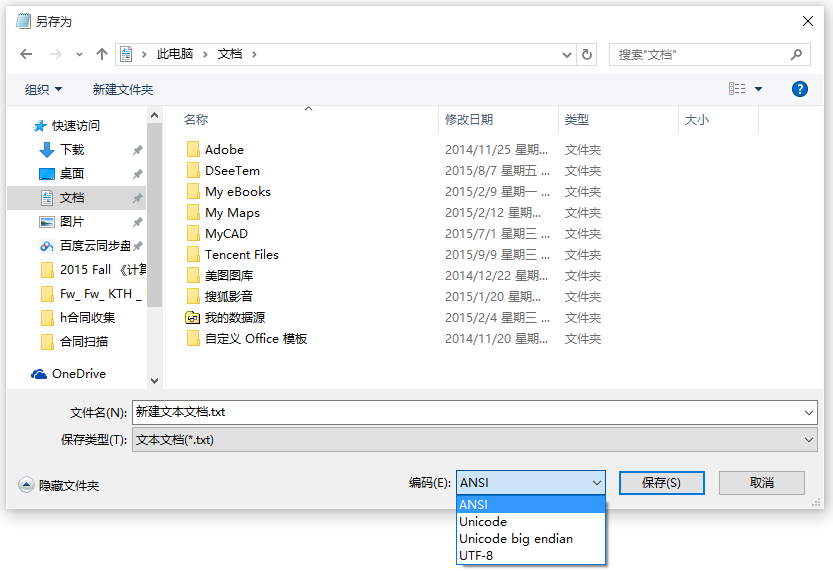 另存为
此电脑 文档
搜索"文档"
组织 新建文件夹
快速访问
下载
桌面
文档
图片
百度云同步盘
2015 Fall 《计算
Fw_ Fw_ KTH _
h合同收集
合同扫描
OneDrive
名称 修改日期 类型 大小
Adobe 2014/11/25 星期... 文件夹
DSeeTem 2015/8/7 星期五 ... 文件夹
My eBooks 2015/2/9 星期一 ... 文件夹
My Maps 2015/2/12 星期... 文件夹
MyCAD 2015/7/1 星期三 ... 文件夹
Tencent Files 2015/9/9 星期三 ... 文件夹
美图图库 2014/12/22 星期... 文件夹
搜狐影音 2015/1/20 星期... 文件夹
我的数据源 2015/2/4 星期三 ... 文件夹
自定义 Office 模板 2014/11/20 星期... 文件夹
文件名(N): 新建文本文档.txt
保存类型(T): 文本文档(*.txt)
隐藏文件夹 编码(E): ANSI 保存(S) 取消
ANSI
Unicode
Unicode big endian
UTF-8